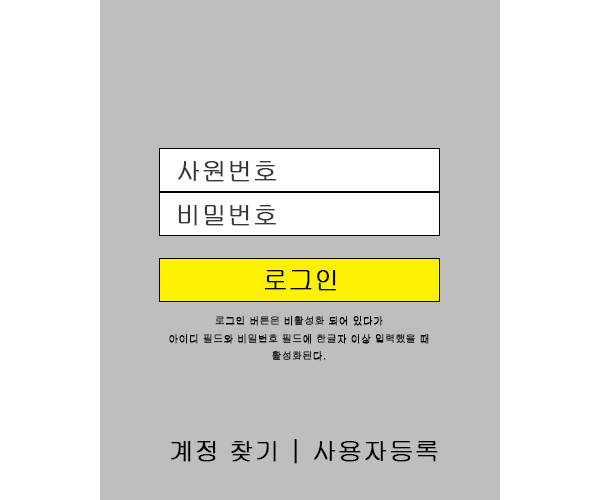 사원번호
비밀번호
로그인
로그인 버튼은 비활성화 되어 있다가
아이디 필드와 비밀번호 필드에 한글자 이상 입력했을 때
활성화된다.
계정 찾기 | 사용자등록